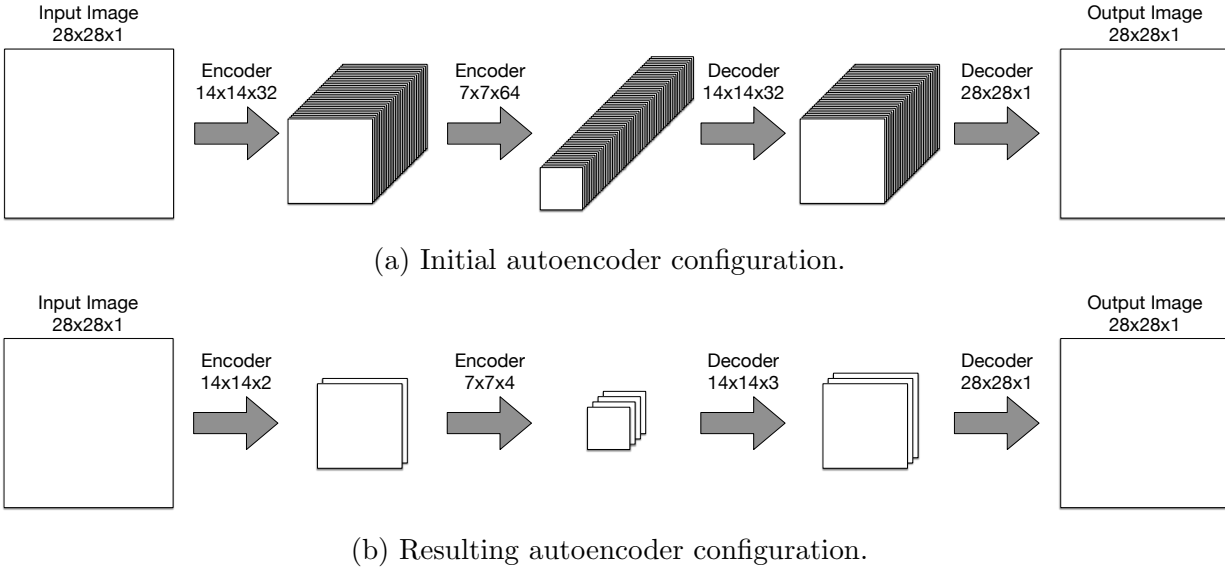 Input Image
28x28x1
Encoder
14x14x32
Encoder
7x7x64
Decoder
14x14x32
Decoder
28x28x1
Output Image
28x28x1
(a) Initial autoencoder configuration.
Input Image
28x28x1
Encoder
14x14x2
Encoder
7x7x4
Decoder
14x14x3
Decoder
28x28x1
Output Image
28x28x1
(b) Resulting autoencoder configuration.